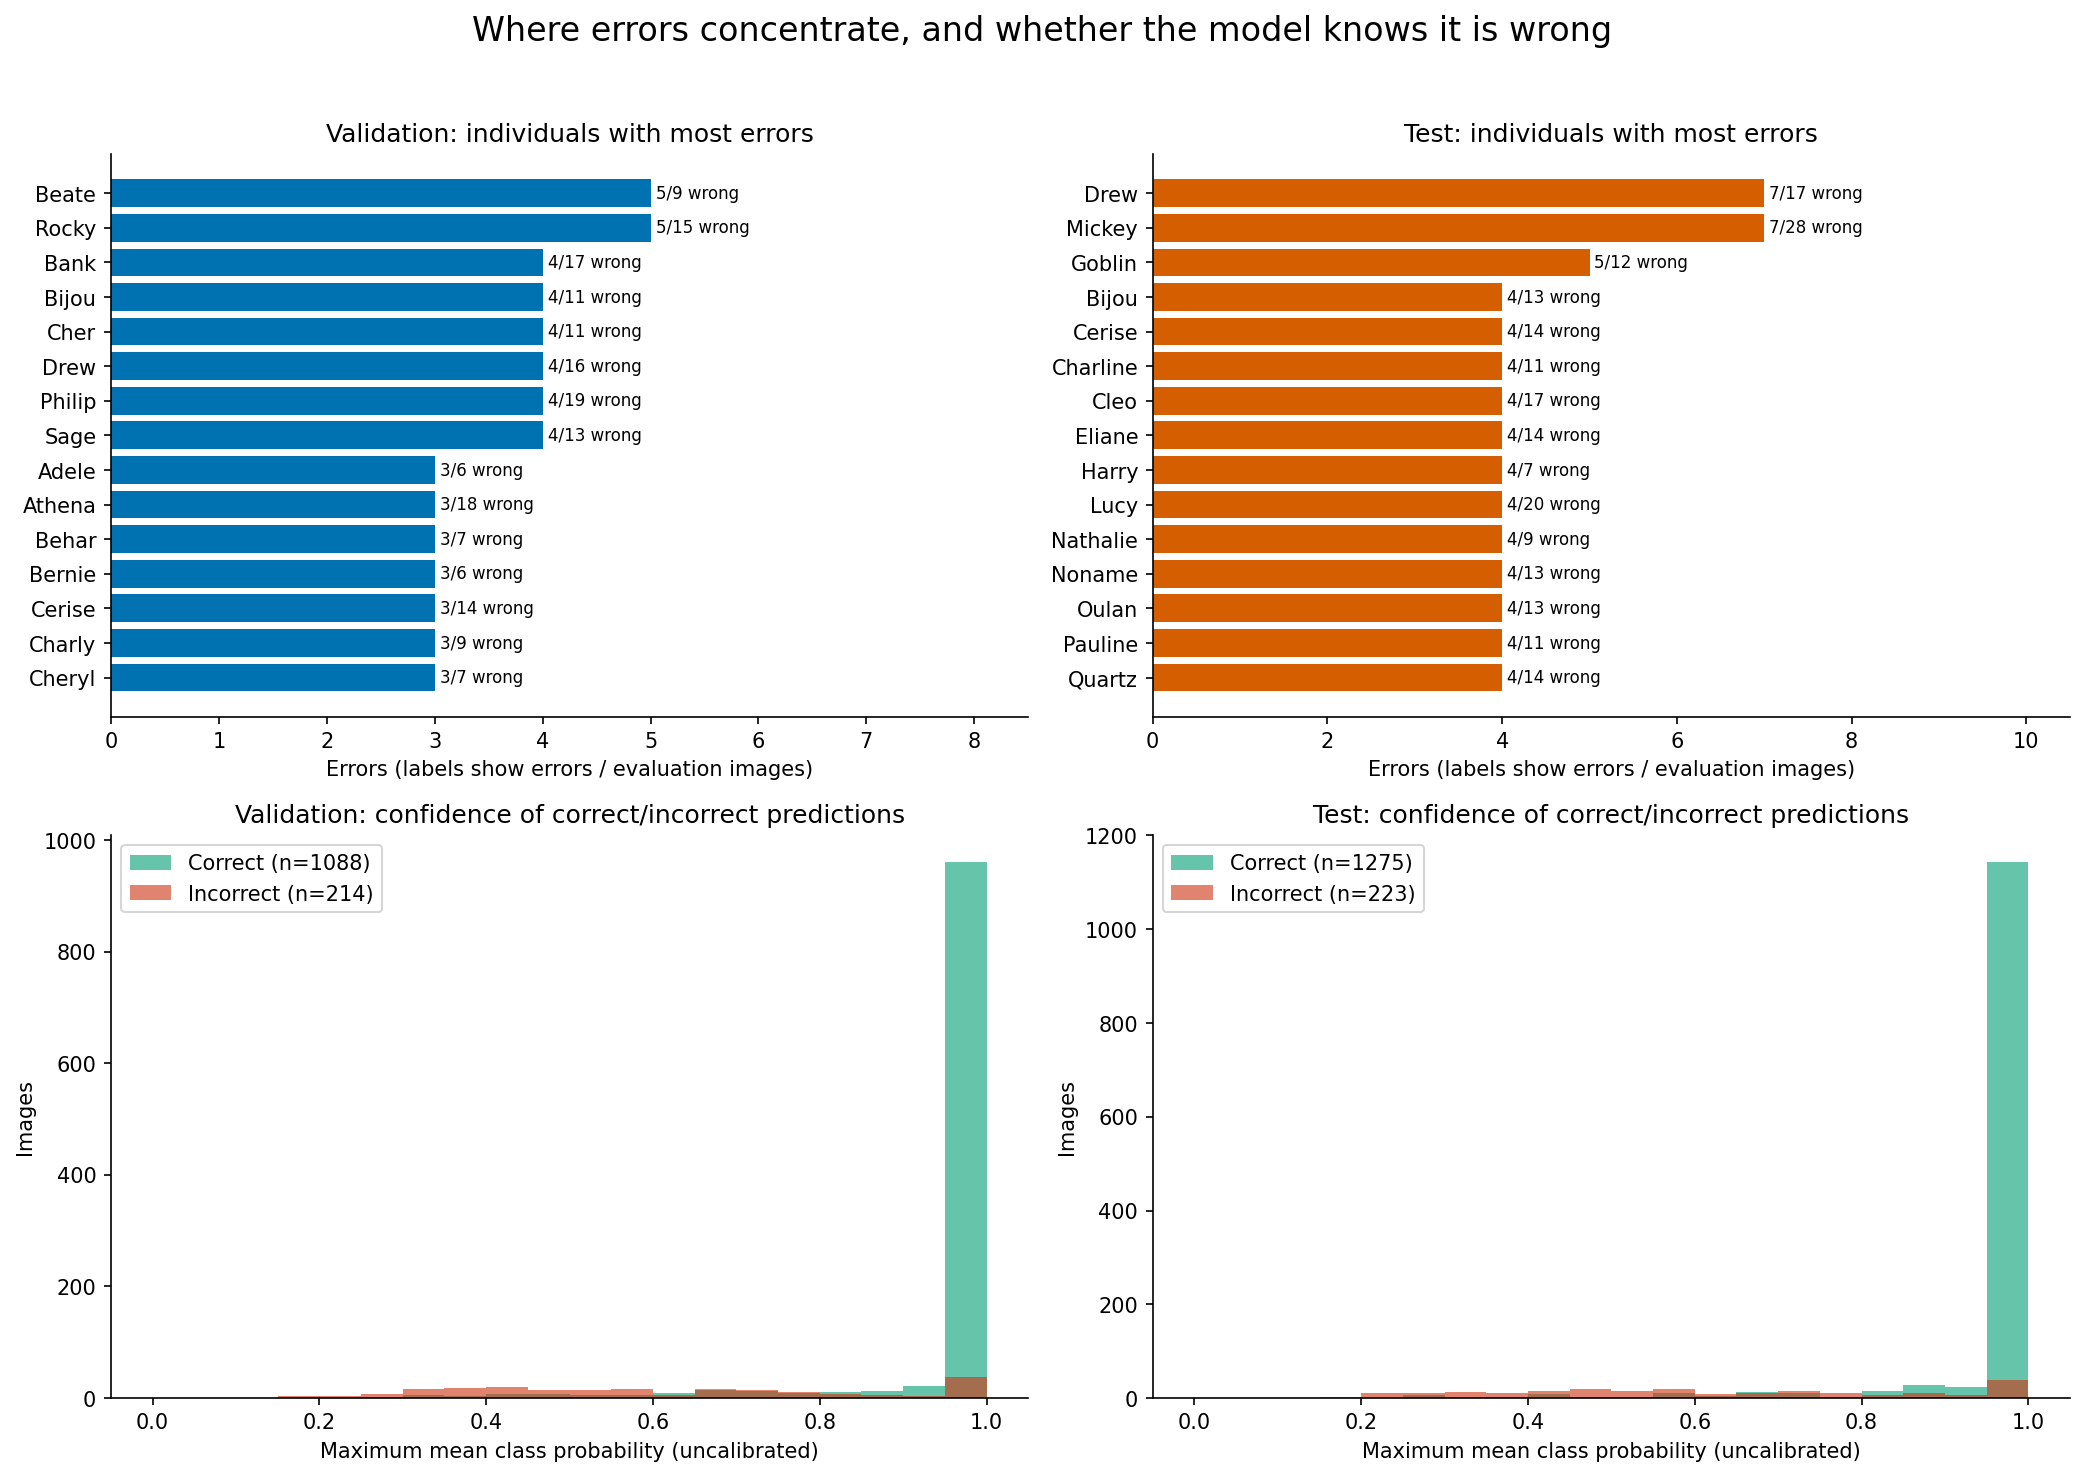 Where errors concentrate, and whether the model knows it is wrong
Validation: individuals with most errors
Beate 5/9 wrong
Rocky 5/15 wrong
Bank 4/17 wrong
Bijou 4/11 wrong
Cher 4/11 wrong
Drew 4/16 wrong
Philip 4/19 wrong
Sage 4/13 wrong
Adele 3/6 wrong
Athena 3/18 wrong
Behar 3/7 wrong
Bernie 3/6 wrong
Cerise 3/14 wrong
Charly 3/9 wrong
Cheryl 3/7 wrong
0 1 2 3 4 5 6 7 8
Errors (labels show errors / evaluation images)
Test: individuals with most errors
Drew 7/17 wrong
Mickey 7/28 wrong
Goblin 5/12 wrong
Bijou 4/13 wrong
Cerise 4/14 wrong
Charline 4/11 wrong
Cleo 4/17 wrong
Eliane 4/14 wrong
Harry 4/7 wrong
Lucy 4/20 wrong
Nathalie 4/9 wrong
Noname 4/13 wrong
Oulan 4/13 wrong
Pauline 4/11 wrong
Quartz 4/14 wrong
0 2 4 6 8 10
Errors (labels show errors / evaluation images)
Validation: confidence of correct/incorrect predictions
Correct (n=1088)
Incorrect (n=214)
Images
1000
800
600
400
200
0
0.0 0.2 0.4 0.6 0.8 1.0
Maximum mean class probability (uncalibrated)
Test: confidence of correct/incorrect predictions
Correct (n=1275)
Incorrect (n=223)
Images
1200
1000
800
600
400
200
0
0.0 0.2 0.4 0.6 0.8 1.0
Maximum mean class probability (uncalibrated)